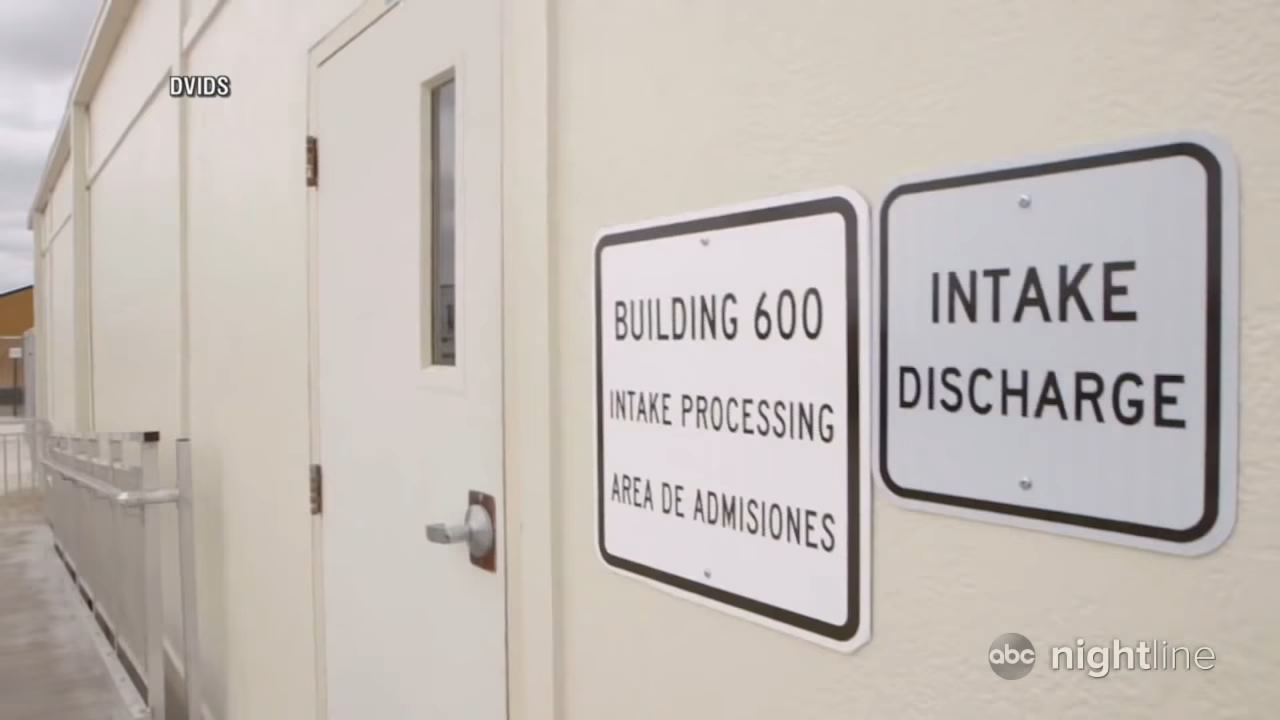 DVIDS
BUILDING 600
INTAKE PROCESSING
AREA DE ADMISIONES
INTAKE
DISCHARGE
abc nightline